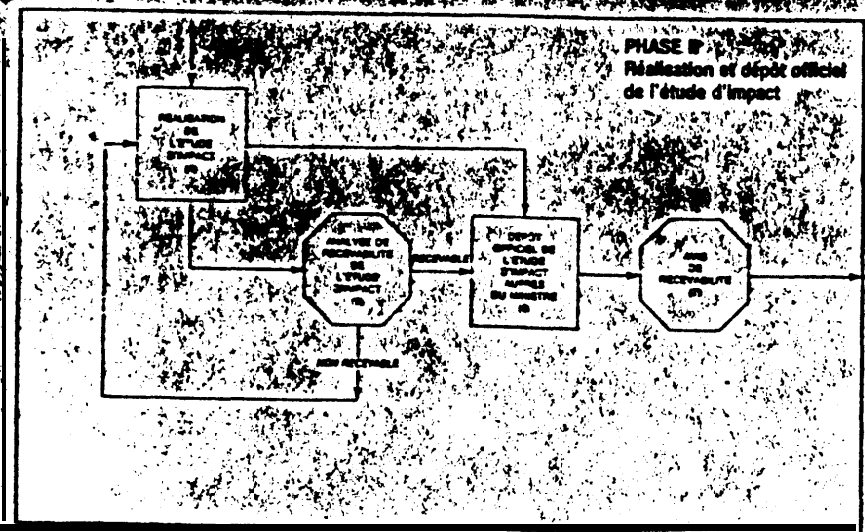 PHASE II
Réalisation et dépôt officiel
de l'étude d'impact
RÉALISATION
DE
L'ÉTUDE
D'IMPACT
ANALYSE DE
RECEVABILITÉ
DE
L'ÉTUDE
D'IMPACT
RECEVABLE
DÉPÔT
OFFICIEL DE
L'ÉTUDE
D'IMPACT
AUPRÈS
DU MINISTRE
AVIS
DE
RECEVABILITÉ
NON RECEVABLE